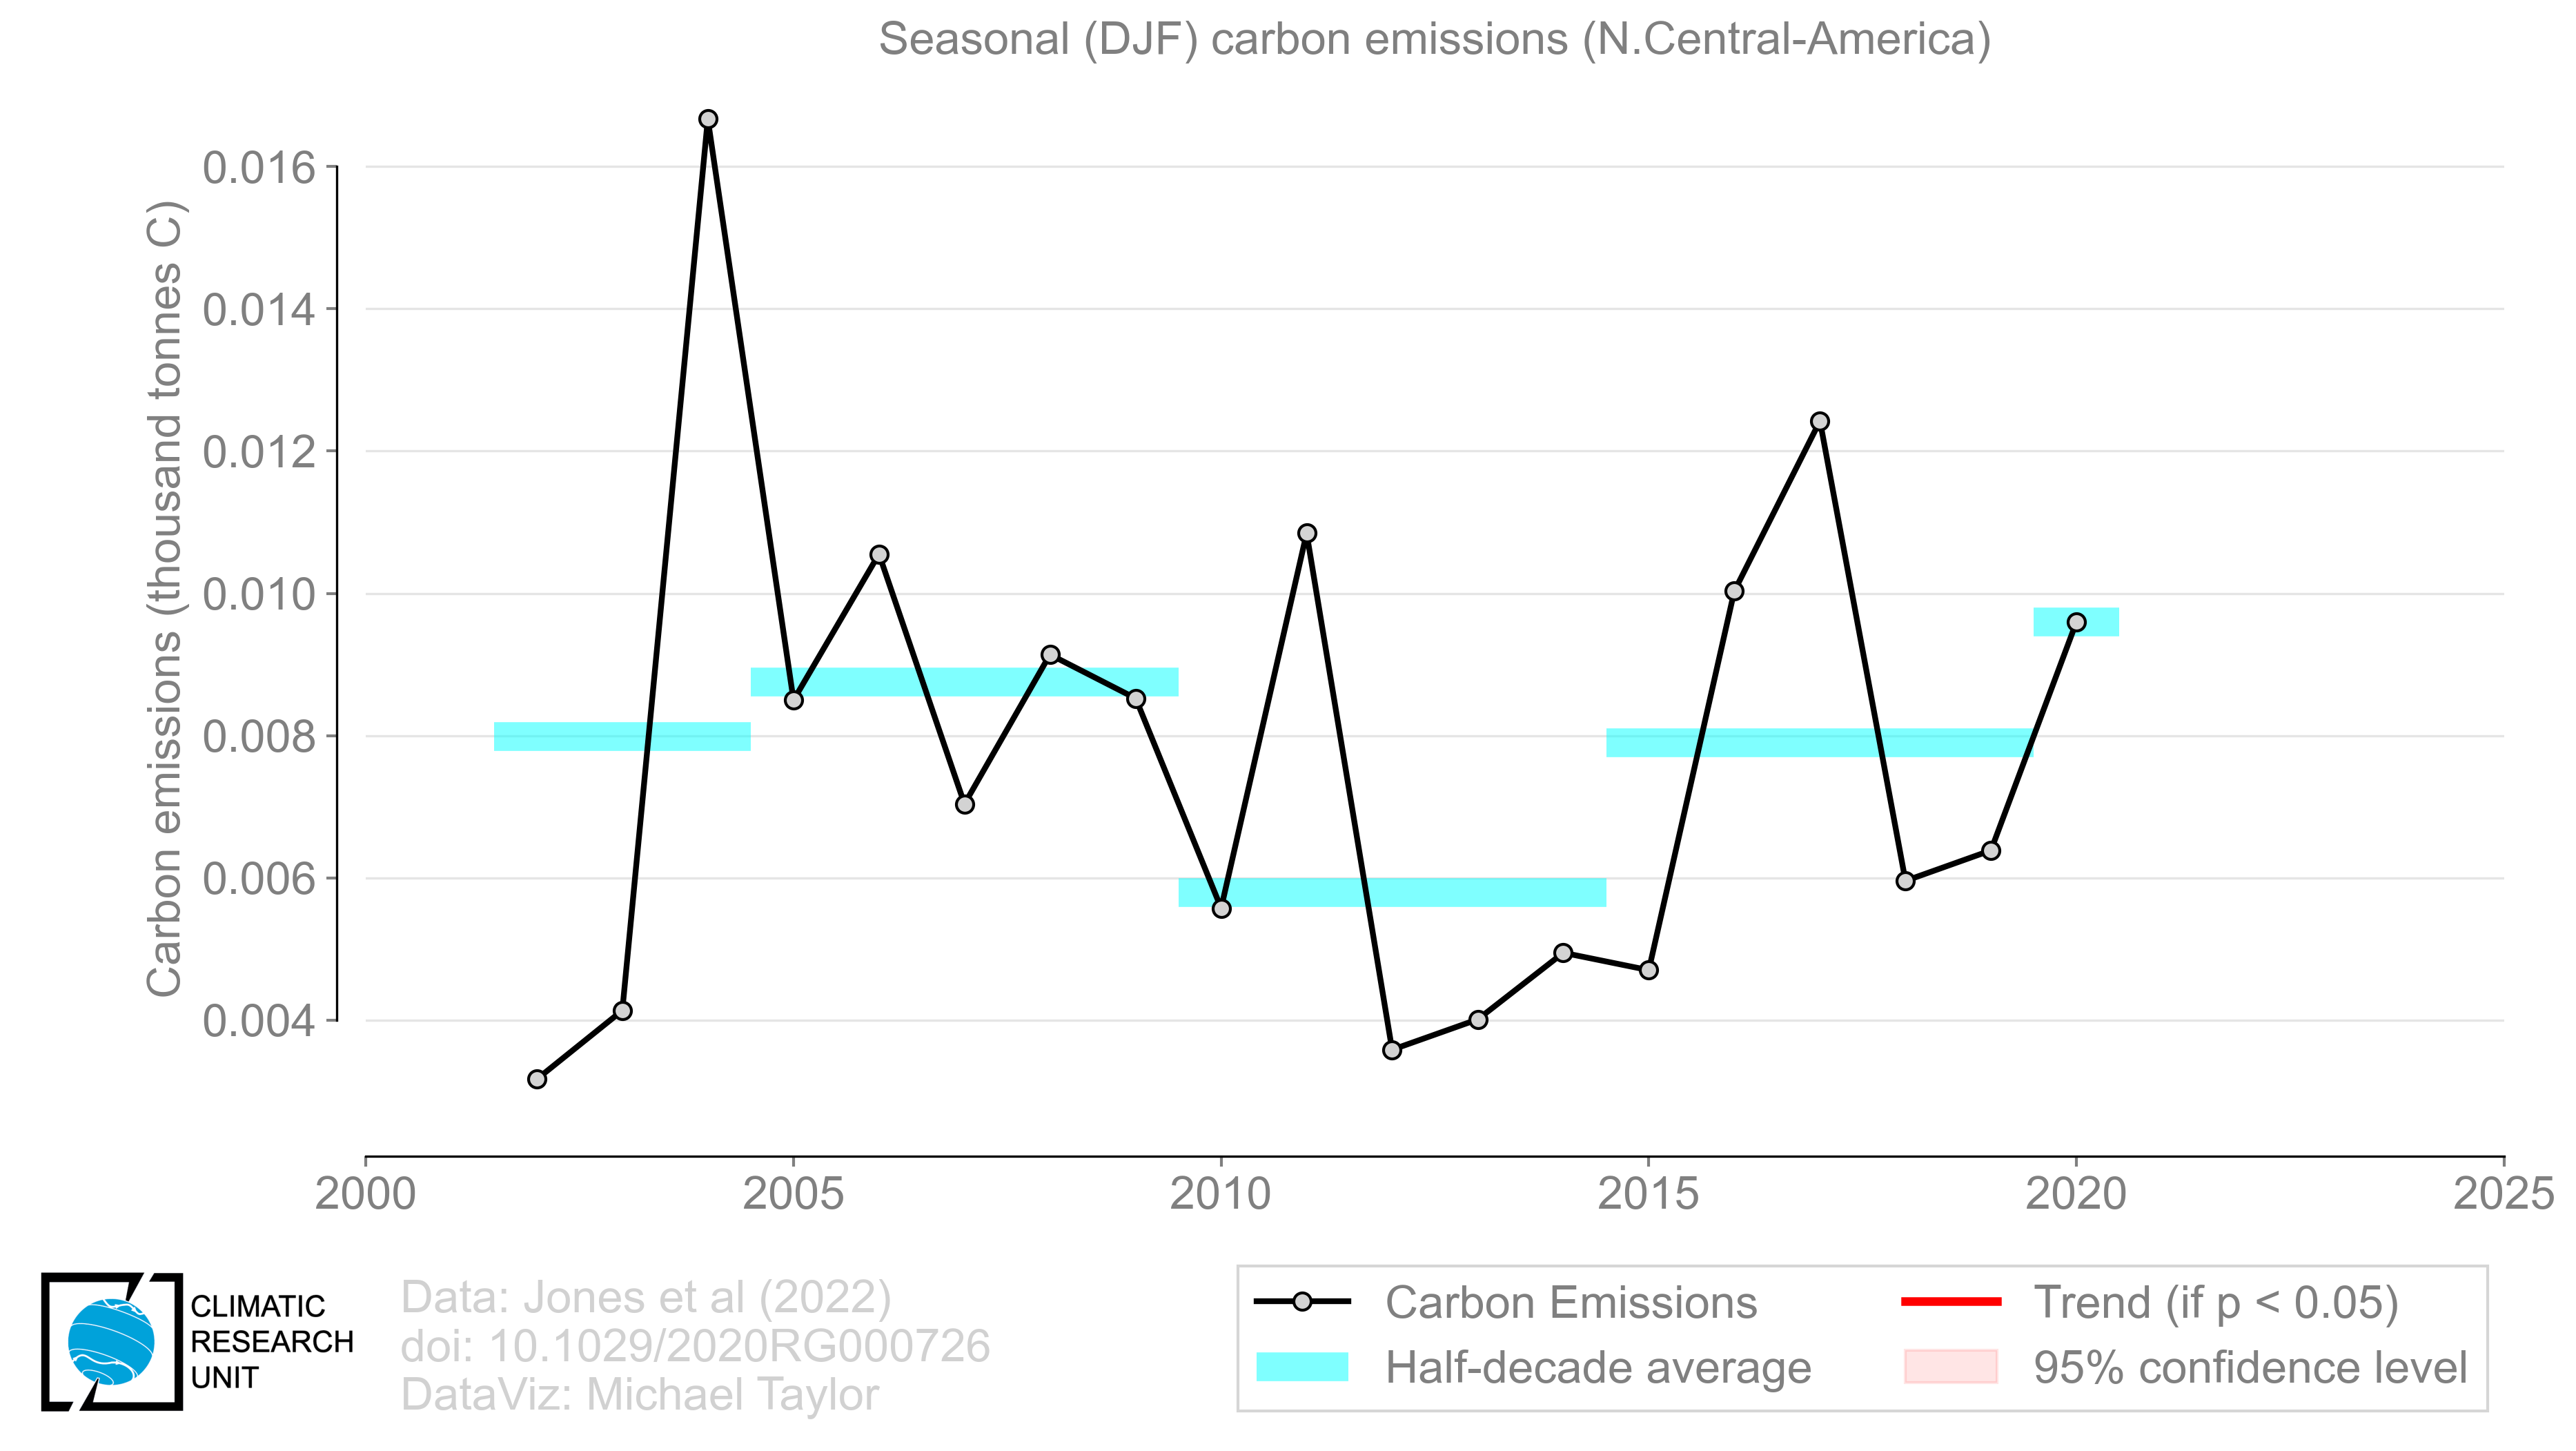 Seasonal (DJF) carbon emissions (N.Central-America)
Carbon emissions (thousand tonnes C)
0.016
0.014
0.012
0.010
0.008
0.006
0.004
2000 2005 2010 2015 2020 2025
CLIMATIC
RESEARCH
UNIT
Data: Jones et al (2022)
doi: 10.1029/2020RG000726
DataViz: Michael Taylor
Carbon Emissions
Half-decade average
Trend (if p < 0.05)
95% confidence level